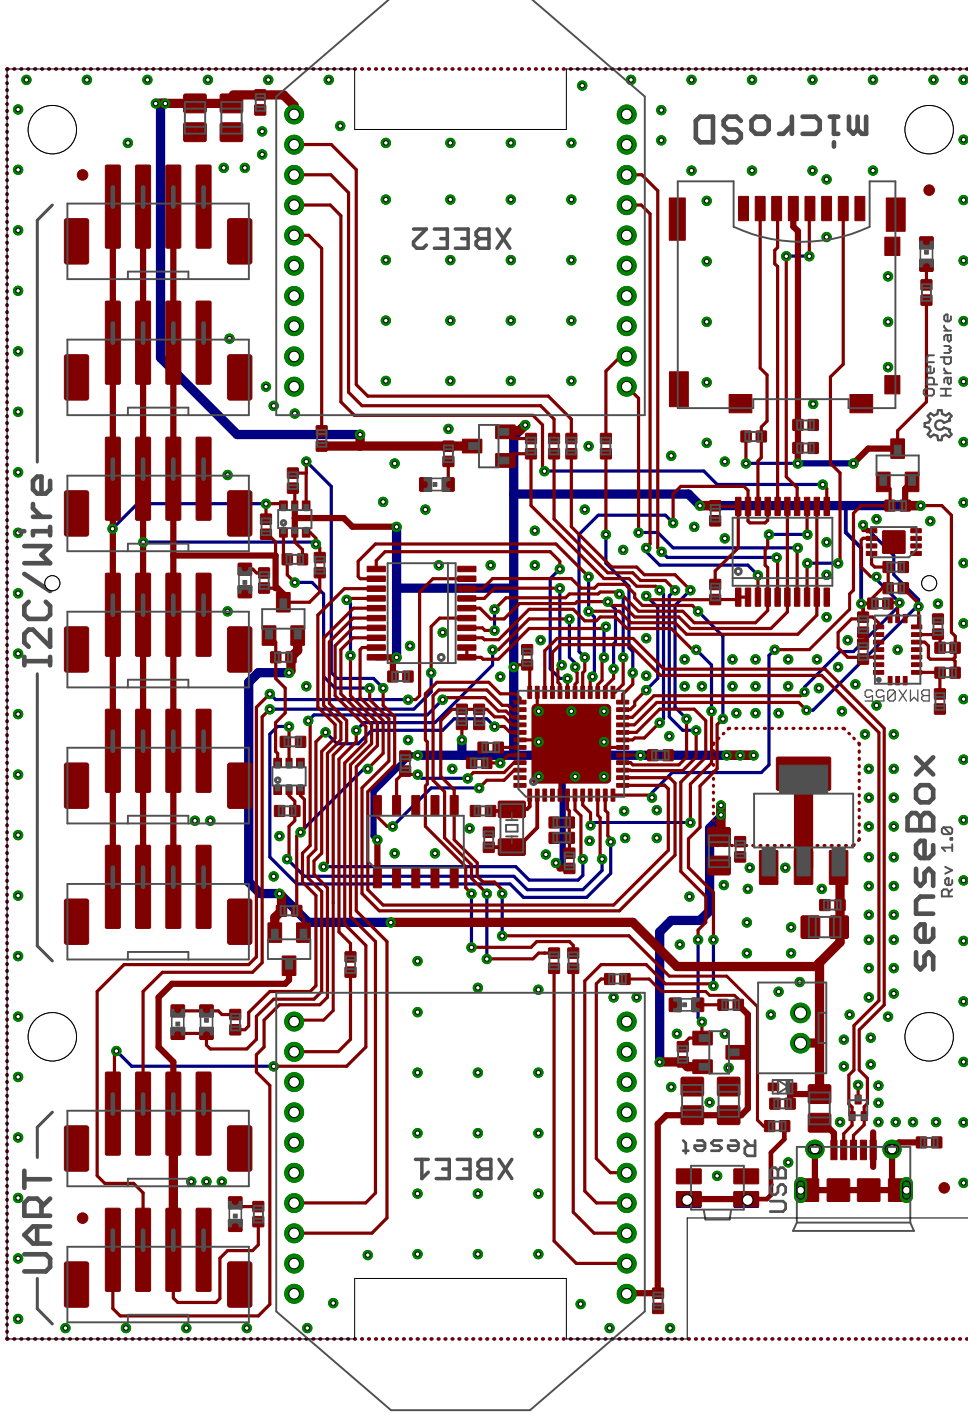 microSD
XBEE2
Open
Hardware
I2C/Wire
BMX055
senseBox
Rev 1.0
Reset
XBEE1
USB
UART